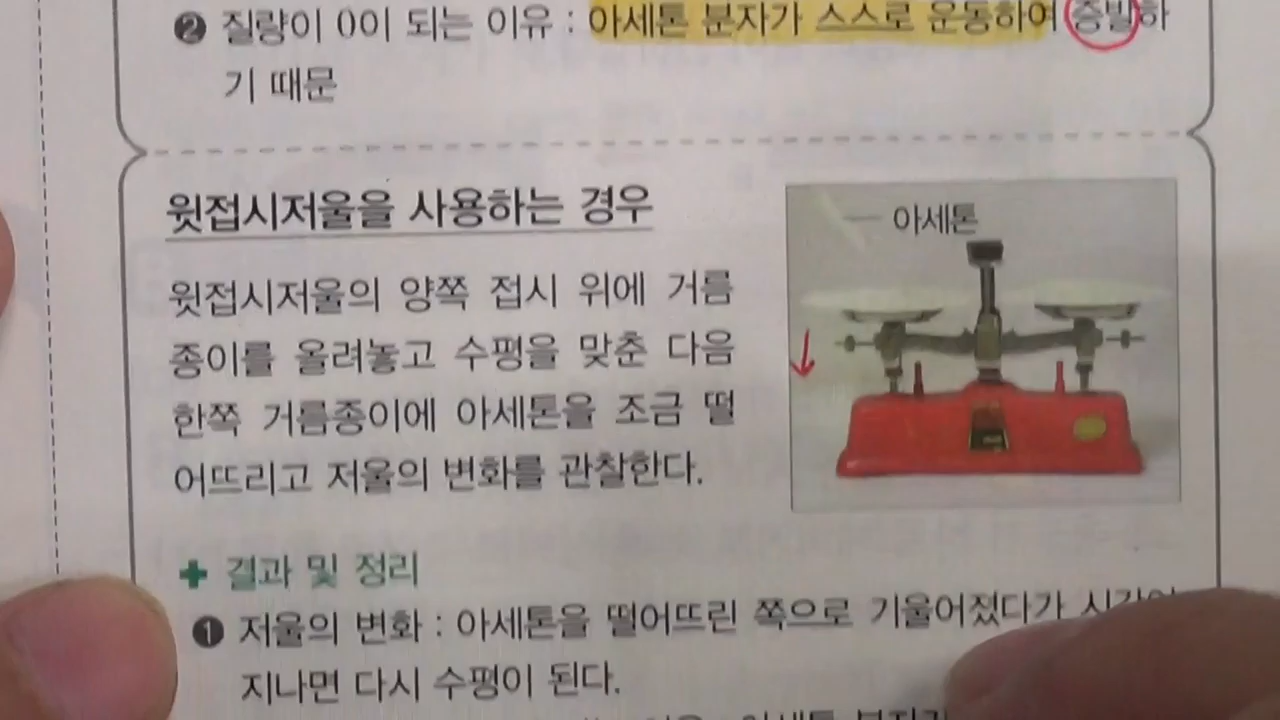 ❷ 질량이 0이 되는 이유 : 아세톤 분자가 스스로 운동하여 증발하
기 때문
윗접시저울을 사용하는 경우
아세톤
윗접시저울의 양쪽 접시 위에 거름
종이를 올려놓고 수평을 맞춘 다음
한쪽 거름종이에 아세톤을 조금 떨
어뜨리고 저울의 변화를 관찰한다.
✚ 결과 및 정리
❶ 저울의 변화 : 아세톤을 떨어뜨린 쪽으로 기울어졌다가
지나면 다시 수평이 된다.